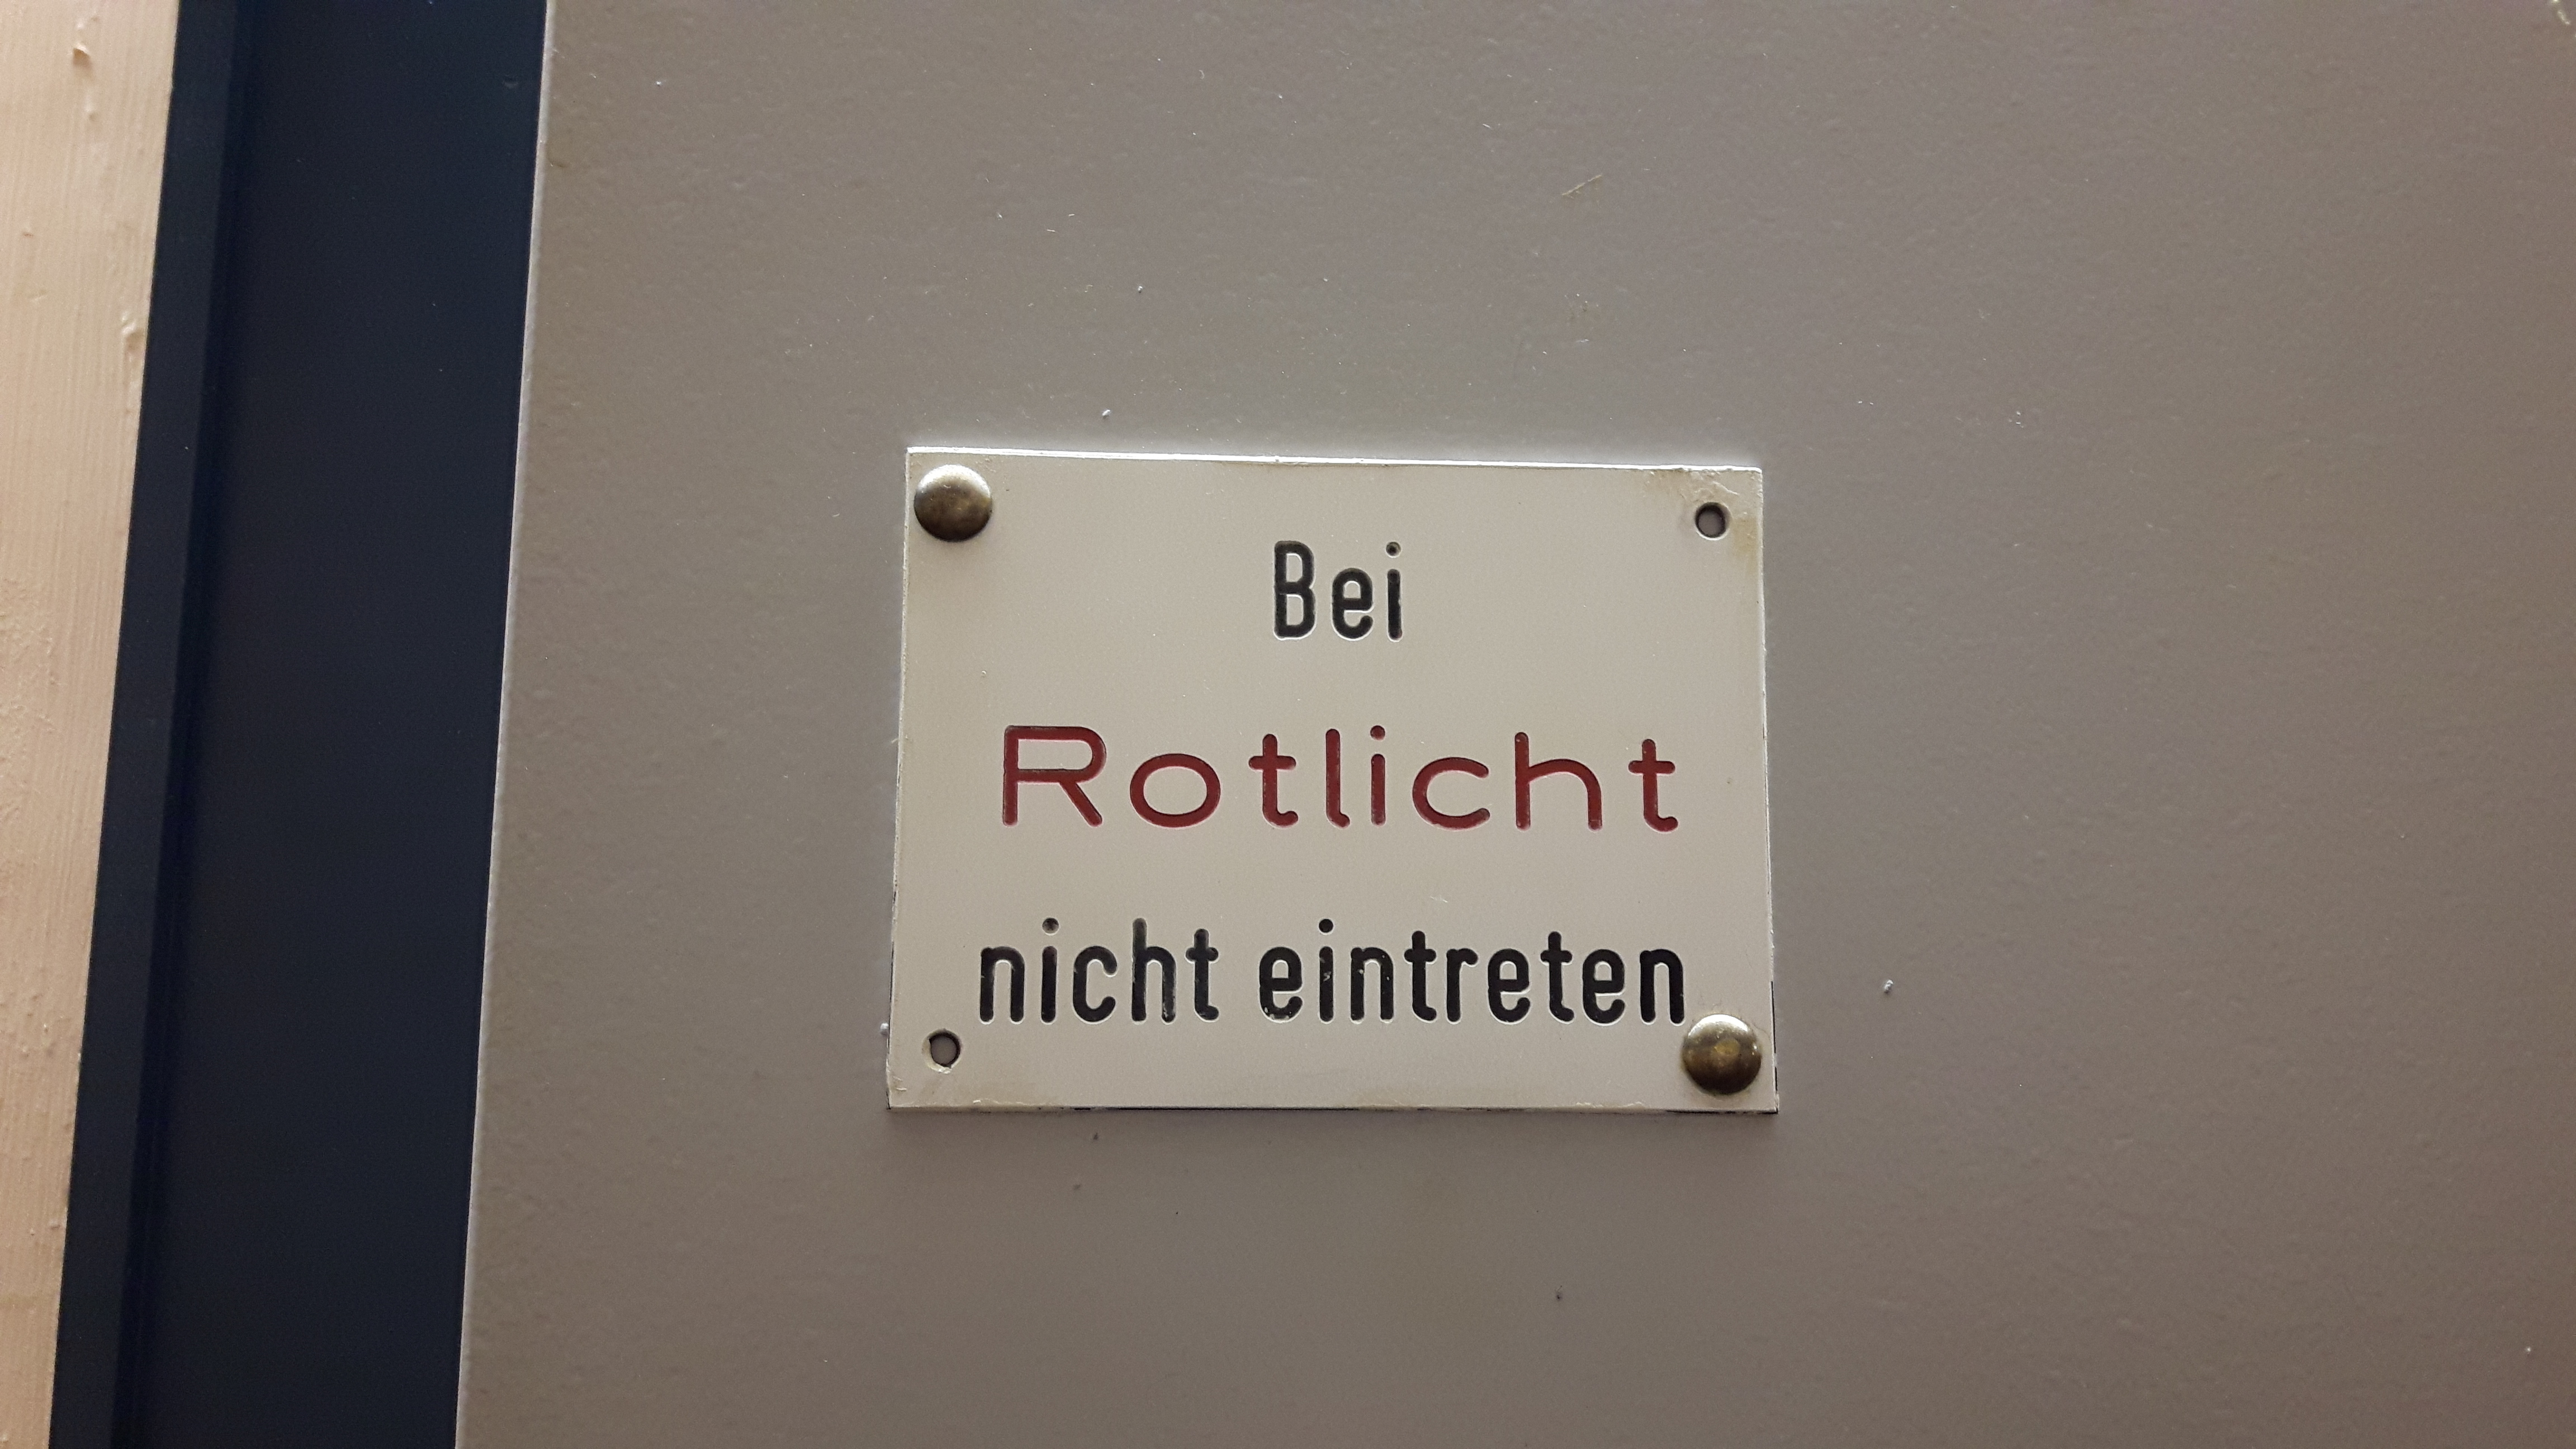 Bei
Rotlicht
nicht eintreten